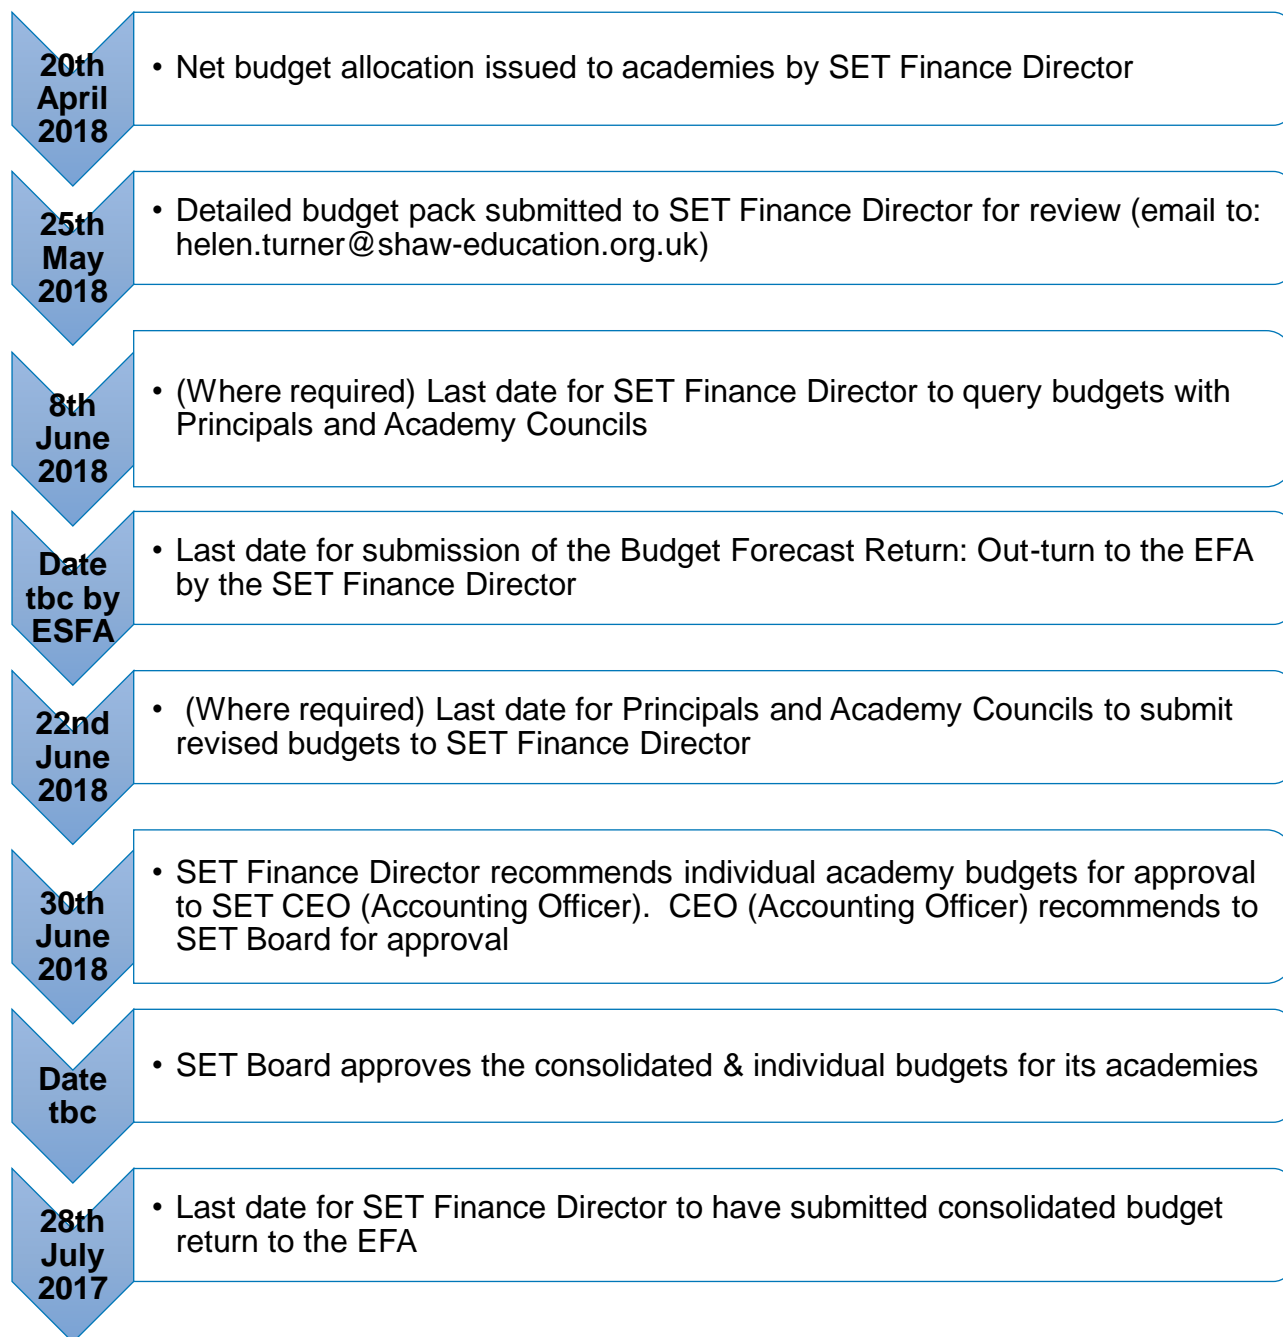 20th
April
2018
• Net budget allocation issued to academies by SET Finance Director
25th
May
2018
• Detailed budget pack submitted to SET Finance Director for review (email to:
helen.turner@shaw-education.org.uk)
8th
June
2018
• (Where required) Last date for SET Finance Director to query budgets with
Principals and Academy Councils
Date
tbc by
ESFA
• Last date for submission of the Budget Forecast Return: Out-turn to the EFA
by the SET Finance Director
22nd
June
2018
• (Where required) Last date for Principals and Academy Councils to submit
revised budgets to SET Finance Director
30th
June
2018
• SET Finance Director recommends individual academy budgets for approval
to SET CEO (Accounting Officer). CEO (Accounting Officer) recommends to
SET Board for approval
Date
tbc
• SET Board approves the consolidated & individual budgets for its academies
28th
July
2017
• Last date for SET Finance Director to have submitted consolidated budget
return to the EFA